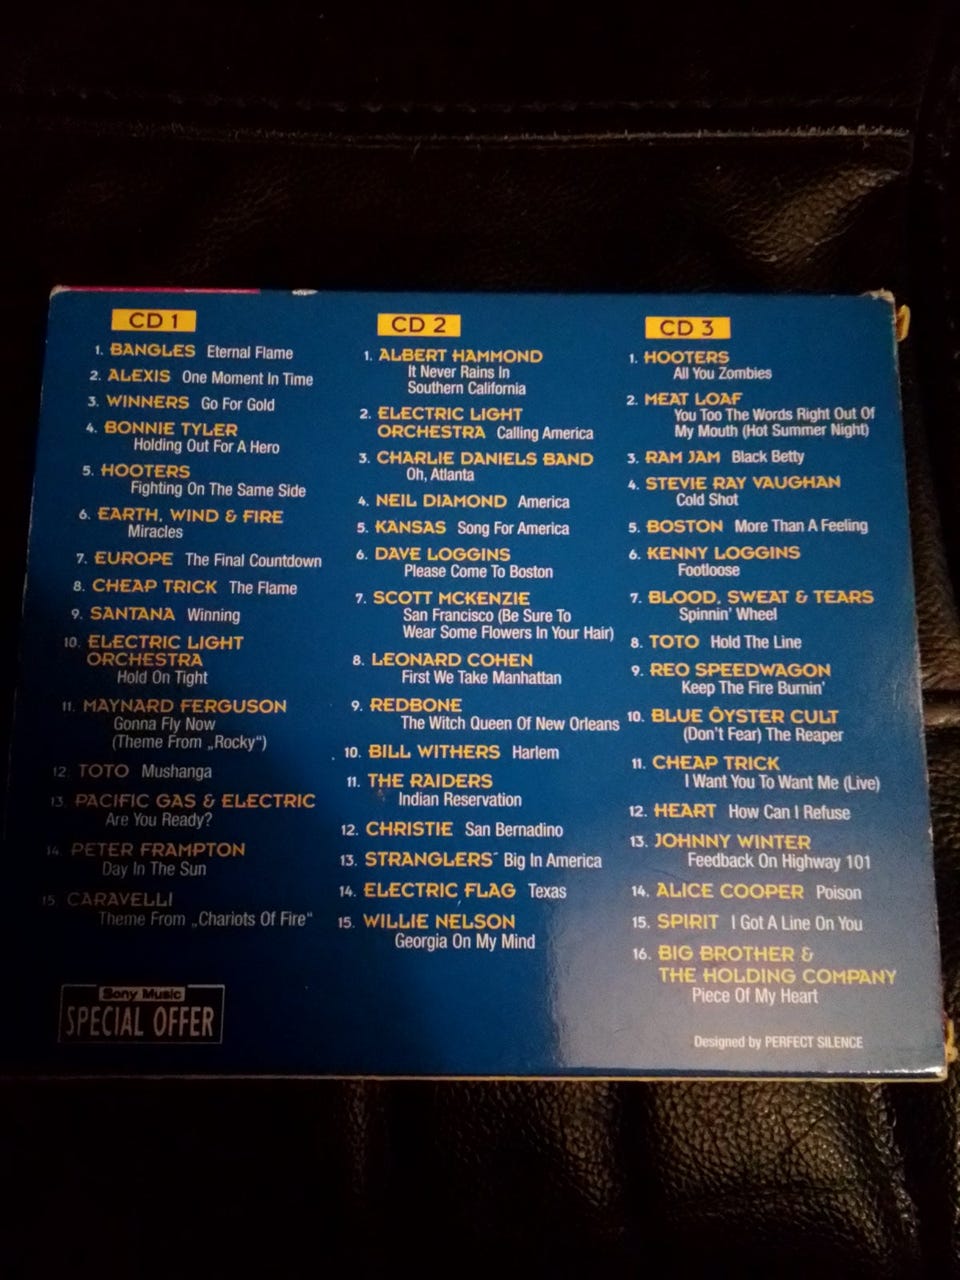 CD 1
1. BANGLES Eternal Flame
2. ALEXIS One Moment In Time
3. WINNERS Go For Gold
4. BONNIE TYLER
Holding Out For A Hero
5. HOOTERS
Fighting On The Same Side
6. EARTH, WIND & FIRE
Miracles
7. EUROPE The Final Countdown
8. CHEAP TRICK The Flame
9. SANTANA Winning
10. ELECTRIC LIGHT
ORCHESTRA
Hold On Tight
11. MAYNARD FERGUSON
Gonna Fly Now
(Theme From „Rocky“)
12. TOTO Mushanga
13. PACIFIC GAS & ELECTRIC
Are You Ready?
14. PETER FRAMPTON
Day In The Sun
15. CARAVELLI
Theme From „Chariots Of Fire“
Sony Music
SPECIAL OFFER
CD 2
1. ALBERT HAMMOND
It Never Rains In
Southern California
2. ELECTRIC LIGHT
ORCHESTRA Calling America
3. CHARLIE DANIELS BAND
Oh, Atlanta
4. NEIL DIAMOND America
5. KANSAS Song For America
6. DAVE LOGGINS
Please Come To Boston
7. SCOTT MCKENZIE
San Francisco (Be Sure To
Wear Some Flowers In Your Hair)
8. LEONARD COHEN
First We Take Manhattan
9. REDBONE
The Witch Queen Of New Orleans
10. BILL WITHERS Harlem
11. THE RAIDERS
Indian Reservation
12. CHRISTIE San Bernadino
13. STRANGLERS´ Big In America
14. ELECTRIC FLAG Texas
15. WILLIE NELSON
Georgia On My Mind
CD 3
1. HOOTERS
All You Zombies
2. MEAT LOAF
You Too The Words Right Out Of
My Mouth (Hot Summer Night)
3. RAM JAM Black Betty
4. STEVIE RAY VAUGHAN
Cold Shot
5. BOSTON More Than A Feeling
6. KENNY LOGGINS
Footloose
7. BLOOD, SWEAT & TEARS
Spinnin' Wheel
8. TOTO Hold The Line
9. REO SPEEDWAGON
Keep The Fire Burnin'
10. BLUE ÖYSTER CULT
(Don't Fear) The Reaper
11. CHEAP TRICK
I Want You To Want Me (Live)
12. HEART How Can I Refuse
13. JOHNNY WINTER
Feedback On Highway 101
14. ALICE COOPER Poison
15. SPIRIT I Got A Line On You
16. BIG BROTHER &
THE HOLDING COMPANY
Piece Of My Heart
Designed by PERFECT SILENCE